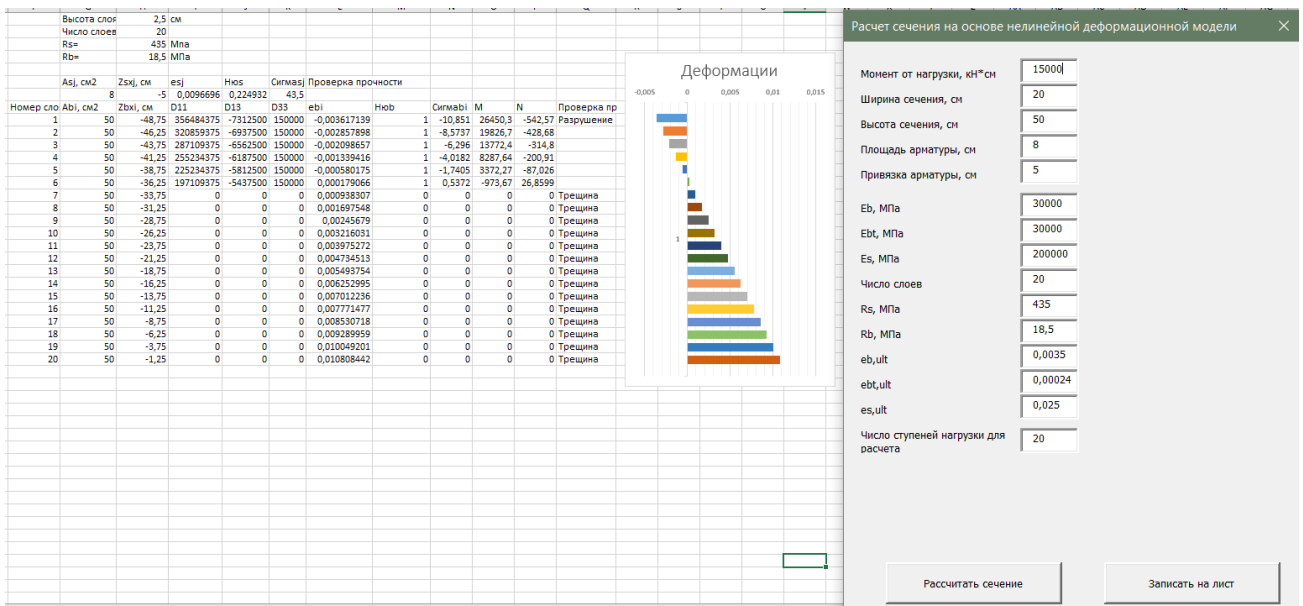 Высота слоя 2,5 см
Число слоев 20
Rs= 435 Мпа
Rb= 18,5 МПа
Asj, см2 Zsxj, см esj Hюs Сигмаsj Проверка прочности
8 -5 0,0096696 0,224932 43,5
Номер сло Abi, см2 Zbxi, см D11 D13 D33 ebi Hюb Сигмаbi M N Проверка пр
1 50 -48,75 356484375 -7312500 150000 -0,003617139 1 -10,851 26450,3 -542,57 Разрушение
2 50 -46,25 320859375 -6937500 150000 -0,002857898 1 -8,5737 19826,7 -428,68
3 50 -43,75 287109375 -6562500 150000 -0,002098657 1 -6,296 13772,4 -314,8
4 50 -41,25 255234375 -6187500 150000 -0,001339416 1 -4,0182 8287,64 -200,91
5 50 -38,75 225234375 -5812500 150000 -0,000580175 1 -1,7405 3372,27 -87,026
6 50 -36,25 197109375 -5437500 150000 0,000179066 1 0,5372 -973,67 26,8599
7 50 -33,75 0 0 0 0,000938307 0 0 0 0 Трещина
8 50 -31,25 0 0 0 0,001697548 0 0 0 0 Трещина
9 50 -28,75 0 0 0 0,00245679 0 0 0 0 Трещина
10 50 -26,25 0 0 0 0,003216031 0 0 0 0 Трещина
11 50 -23,75 0 0 0 0,003975272 0 0 0 0 Трещина
12 50 -21,25 0 0 0 0,004734513 0 0 0 0 Трещина
13 50 -18,75 0 0 0 0,005493754 0 0 0 0 Трещина
14 50 -16,25 0 0 0 0,006252995 0 0 0 0 Трещина
15 50 -13,75 0 0 0 0,007012236 0 0 0 0 Трещина
16 50 -11,25 0 0 0 0,007771477 0 0 0 0 Трещина
17 50 -8,75 0 0 0 0,008530718 0 0 0 0 Трещина
18 50 -6,25 0 0 0 0,009289959 0 0 0 0 Трещина
19 50 -3,75 0 0 0 0,010049201 0 0 0 0 Трещина
20 50 -1,25 0 0 0 0,010808442 0 0 0 0 Трещина
Деформации
-0,005 0 0,005 0,01 0,015
1
Расчет сечения на основе нелинейной деформационной модели
Момент от нагрузки, кН*см 15000
Ширина сечения, см 20
Высота сечения, см 50
Площадь арматуры, см 8
Привязка арматуры, см 5
Eb, МПа 30000
Ebt, МПа 30000
Es, МПа 200000
Число слоев 20
Rs, МПа 435
Rb, МПа 18,5
eb,ult 0,0035
ebt,ult 0,00024
es,ult 0,025
Число ступеней нагрузки для 20
расчета
Рассчитать сечение
Записать на лист